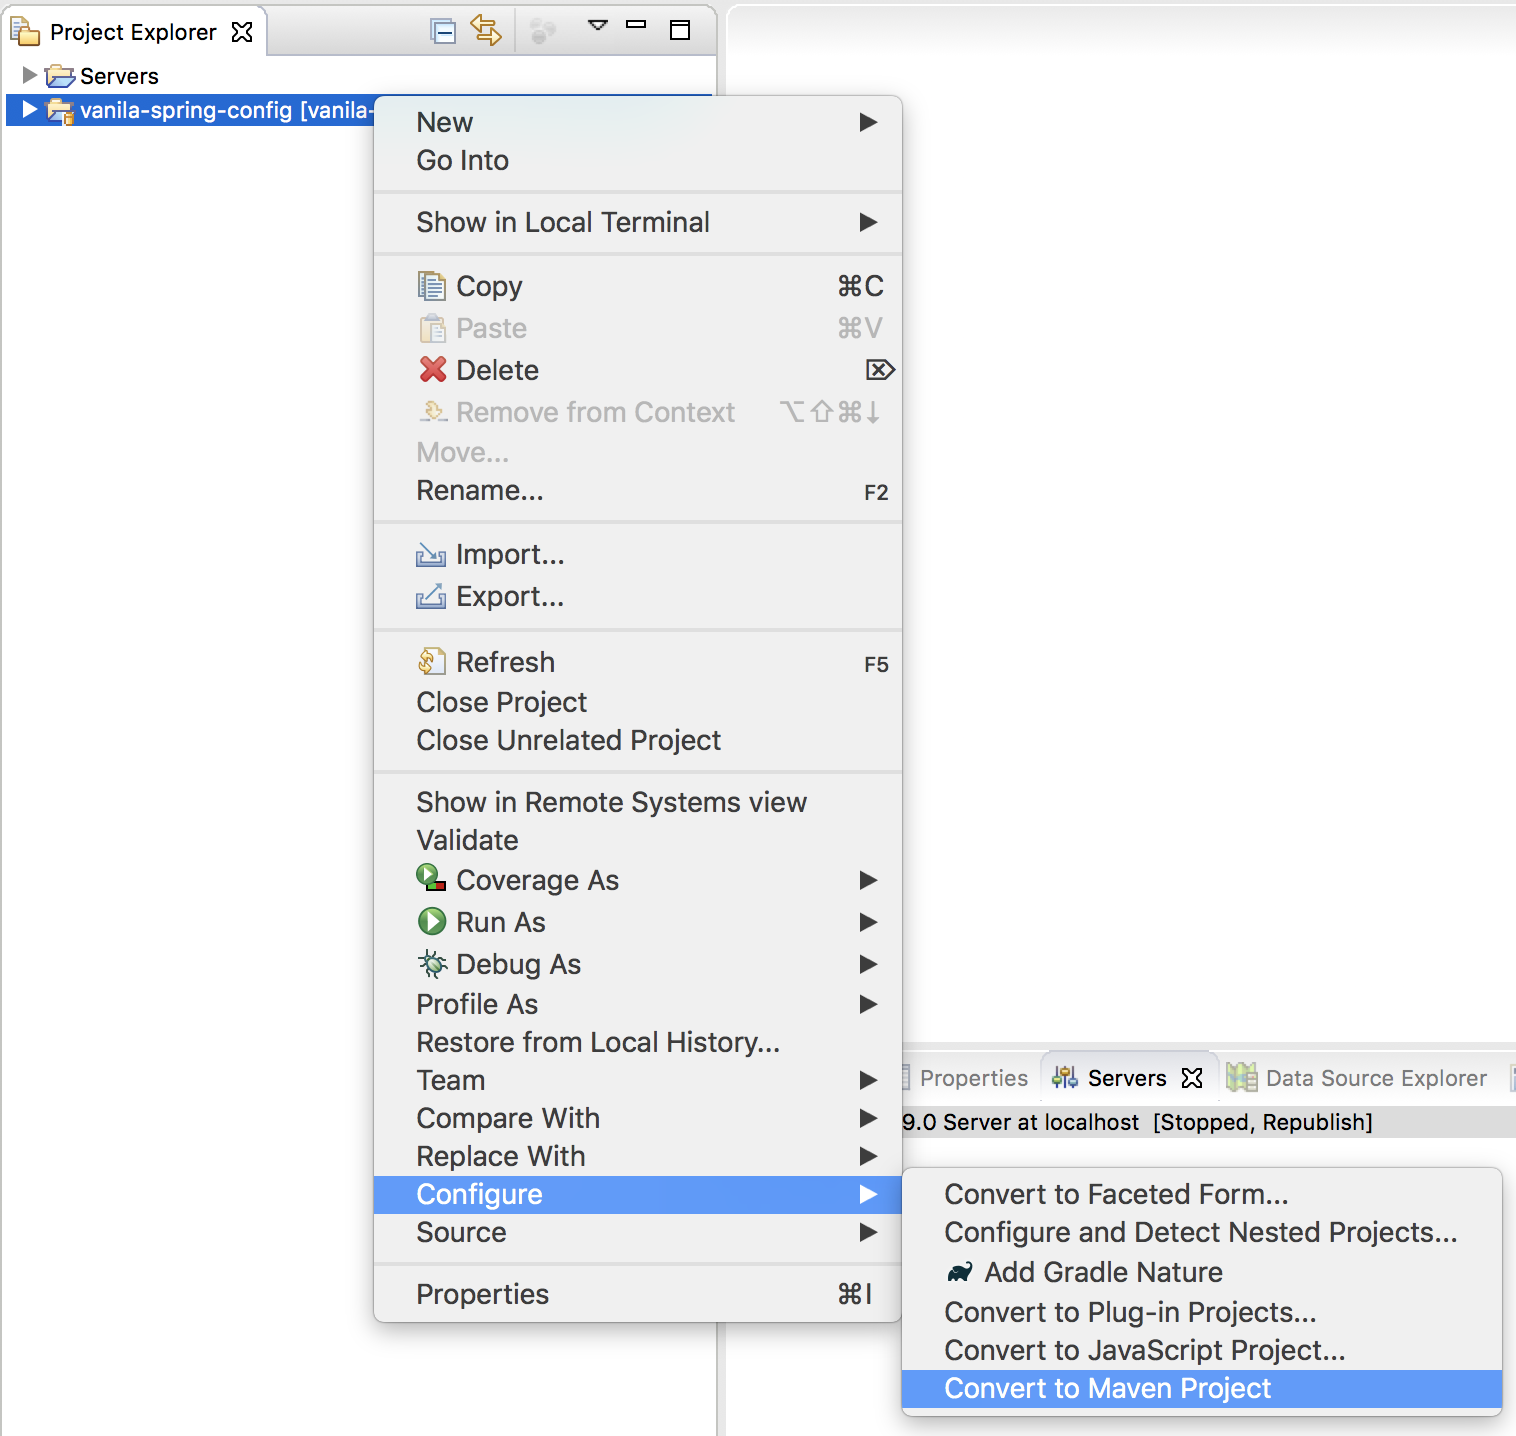 Project Explorer
Servers
vanila-spring-config [vanila-
New
Go Into
Show in Local Terminal
Copy ⌘C
Paste ⌘V
Delete ⌦
Remove from Context ⌥⇧⌘↓
Move...
Rename... F2
Import...
Export...
Refresh F5
Close Project
Close Unrelated Project
Show in Remote Systems view
Validate
Coverage As
Run As
Debug As
Profile As
Restore from Local History...
Team
Compare With
Replace With
Configure
Source
Properties ⌘I
Properties Servers Data Source Explorer
9.0 Server at localhost [Stopped, Republish]
Convert to Faceted Form...
Configure and Detect Nested Projects...
Add Gradle Nature
Convert to Plug-in Projects...
Convert to JavaScript Project...
Convert to Maven Project